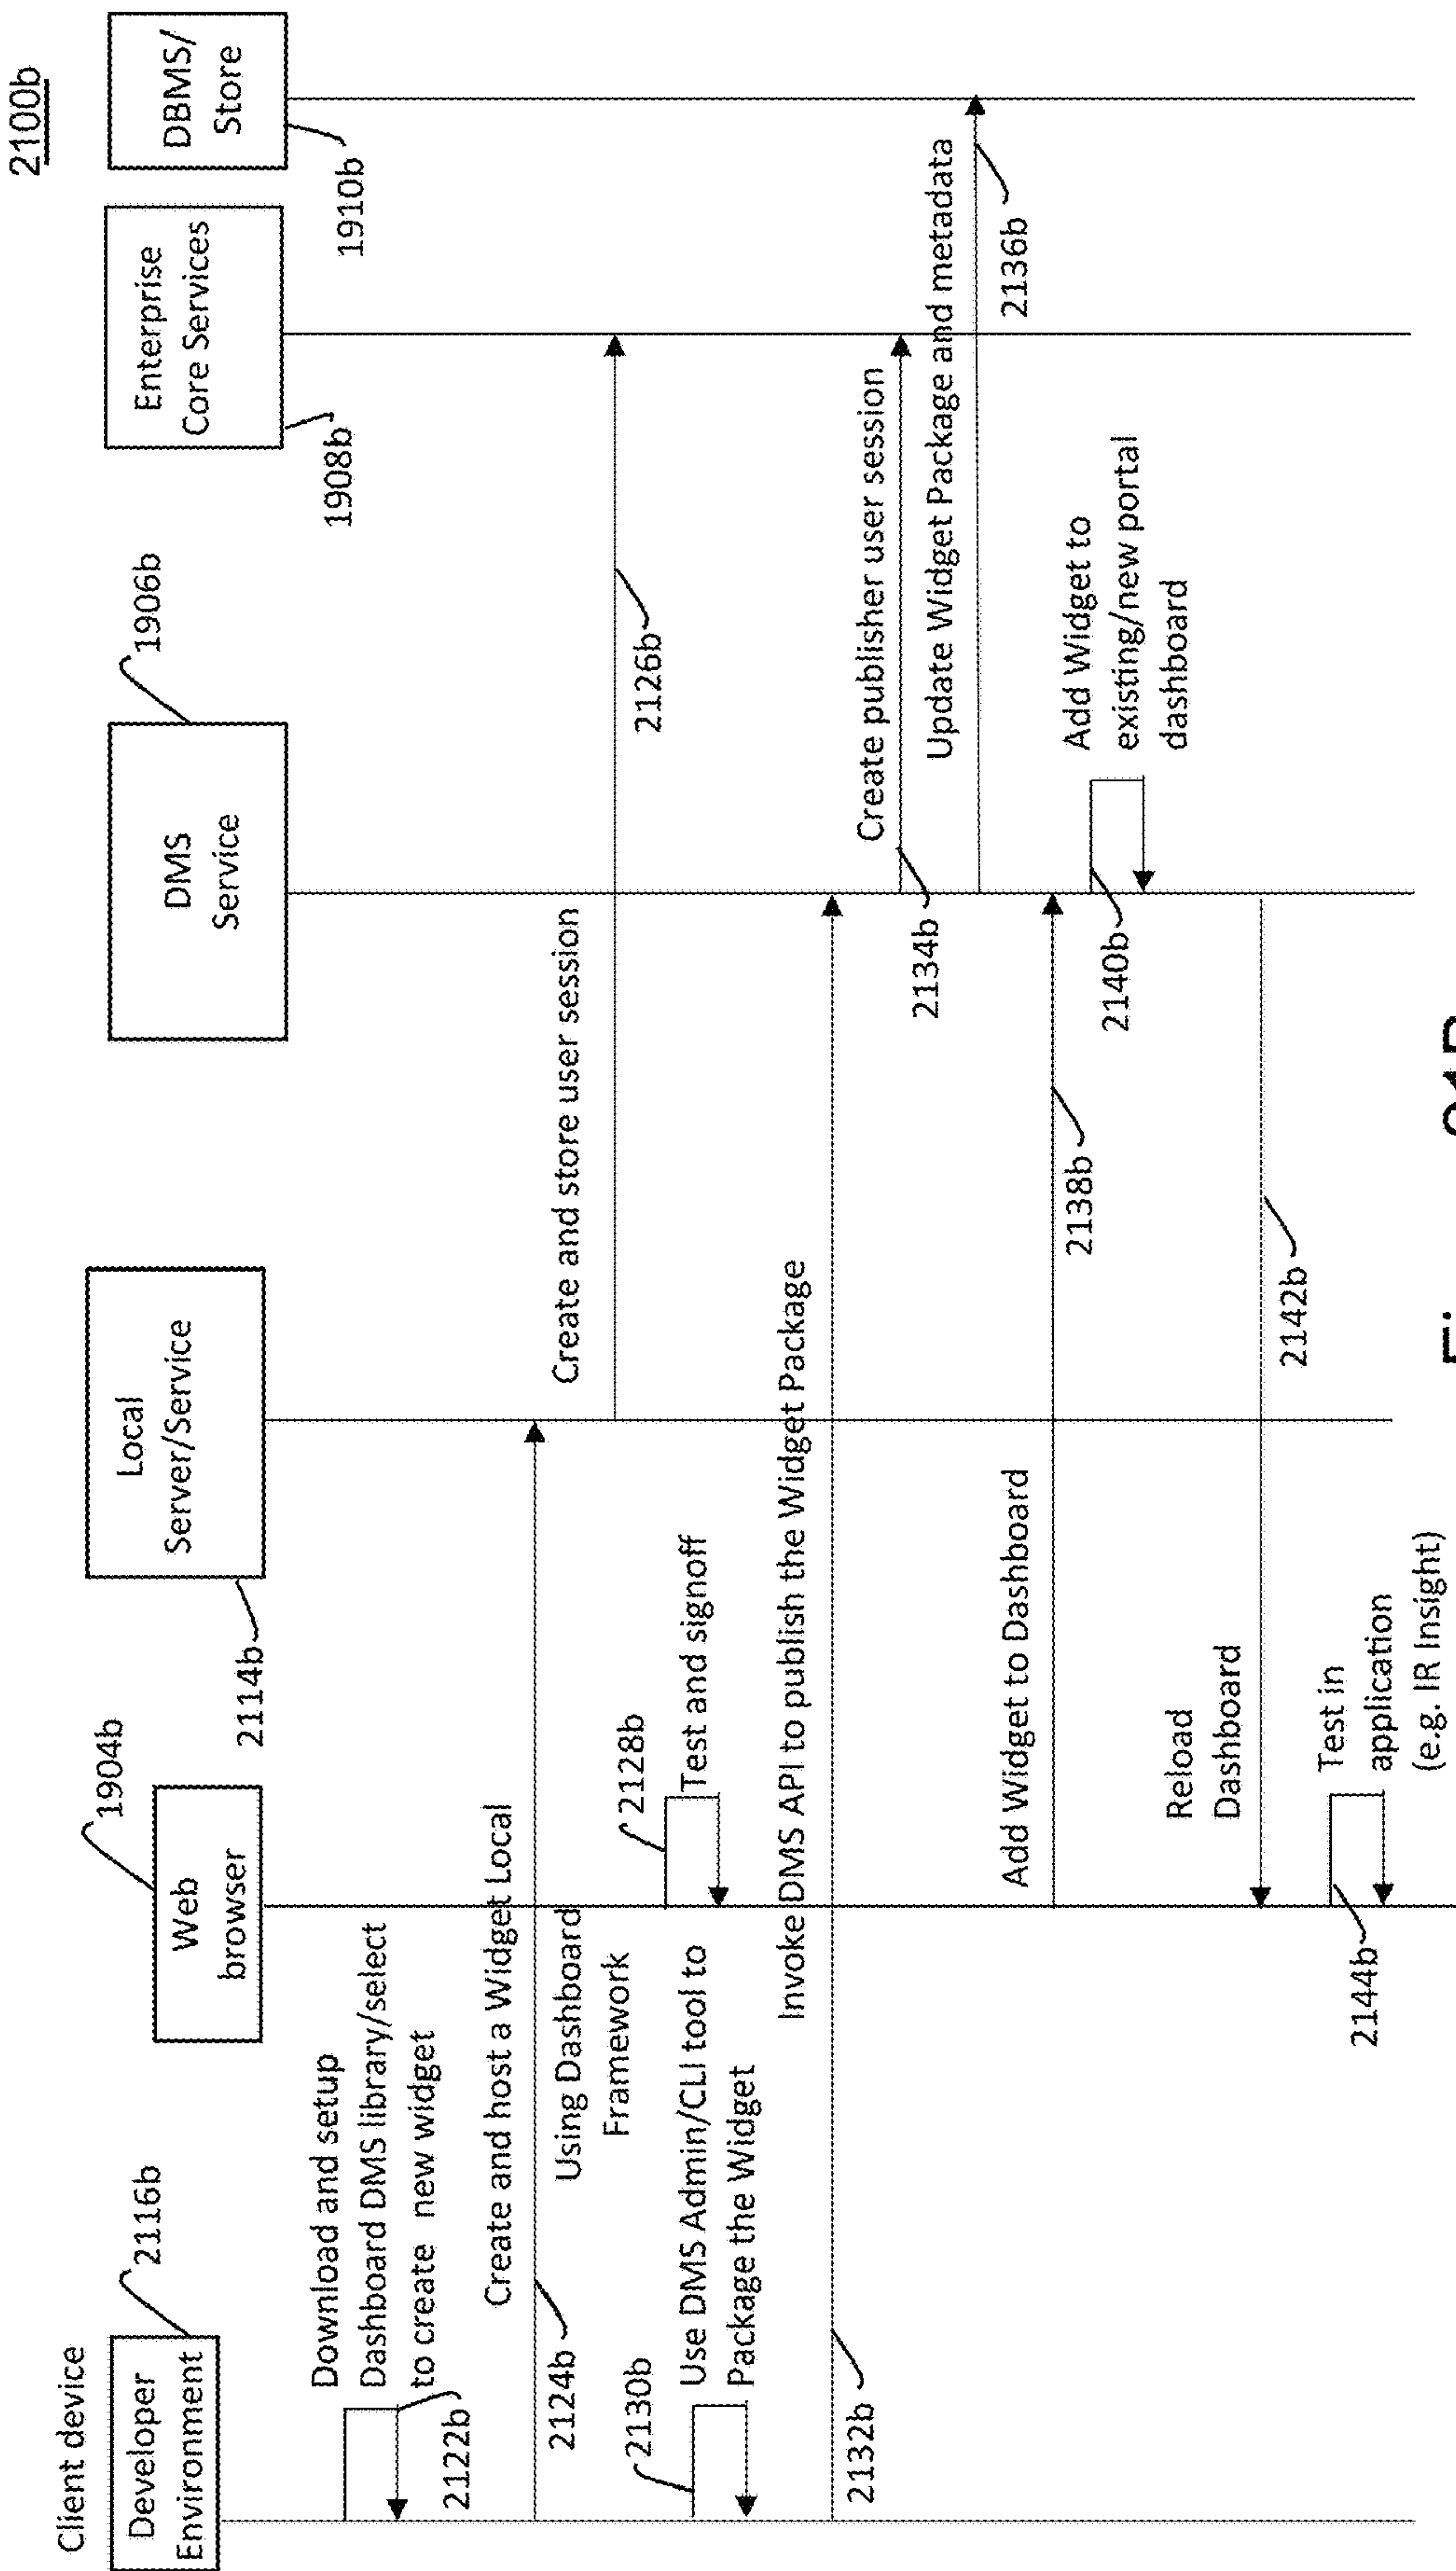 2100b
Client device
Developer
Environment
2116b
Web
browser
1904b
Local
Server/Service
2114b
DMS
Service
1906b
Enterprise
Core Services
1908b
DBMS/
Store
1910b
Download and setup
Dashboard DMS library/select
to create new widget
2122b
Create and host a Widget Local
Using Dashboard
Framework
2124b
Create and store user session
2126b
Test and signoff
2128b
Use DMS Admin/CLI tool to
Package the Widget
2130b
Invoke DMS API to publish the Widget Package
2132b
Create publisher user session
2134b
Update Widget Package and metadata
2136b
Add Widget to Dashboard
2138b
Add Widget to
existing/new portal
dashboard
2140b
Reload
Dashboard
2142b
Test in
application
(e.g. IR Insight)
2144b